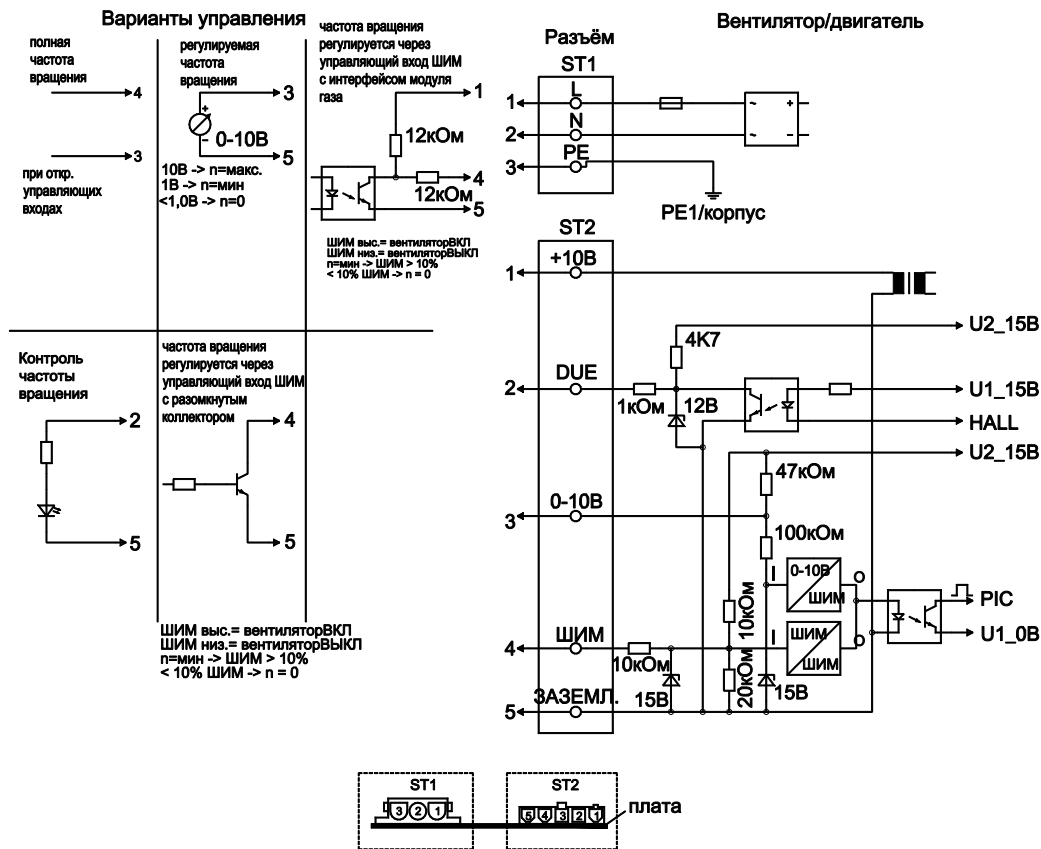 Варианты управления
полная
частота
вращения
4
3
при откр.
управляющих
входах
регулируемая
частота
вращения
3
+
0-10В
−
5
10В -> n=макс.
1В -> n=мин
<1,0В -> n=0
частота вращения
регулируется через
управляющий вход ШИМ
с интерфейсом модуля
газа
1
12кОм
4
12кОм
5
ШИМ выс.= вентиляторВКЛ
ШИМ низ.= вентиляторВЫКЛ
n=мин -> ШИМ > 10%
< 10% ШИМ -> n = 0
Контроль
частоты
вращения
2
5
частота вращения
регулируется через
управляющий вход ШИМ
с разомкнутым
коллектором
4
5
ШИМ выс.= вентиляторВКЛ
ШИМ низ.= вентиляторВЫКЛ
n=мин -> ШИМ > 10%
< 10% ШИМ -> n = 0
Разъём
Вентилятор/двигатель
ST1
L
1
N
2
PE
3
~ +
~ −
PE1/корпус
ST2
+10В
1
U2_15В
4K7
DUE
2
1кОм
12В
U1_15В
HALL
U2_15В
47кОм
0-10В
3
100кОм
I
0-10В
ШИМ
O
10кОм
PIC
ШИМ
4
10кОм
I
ШИМ
ШИМ
O
U1_0В
15В
20кОм
15В
ЗАЗЕМЛ.
5
ST1
3 2 1
ST2
5 4 3 2 1
плата